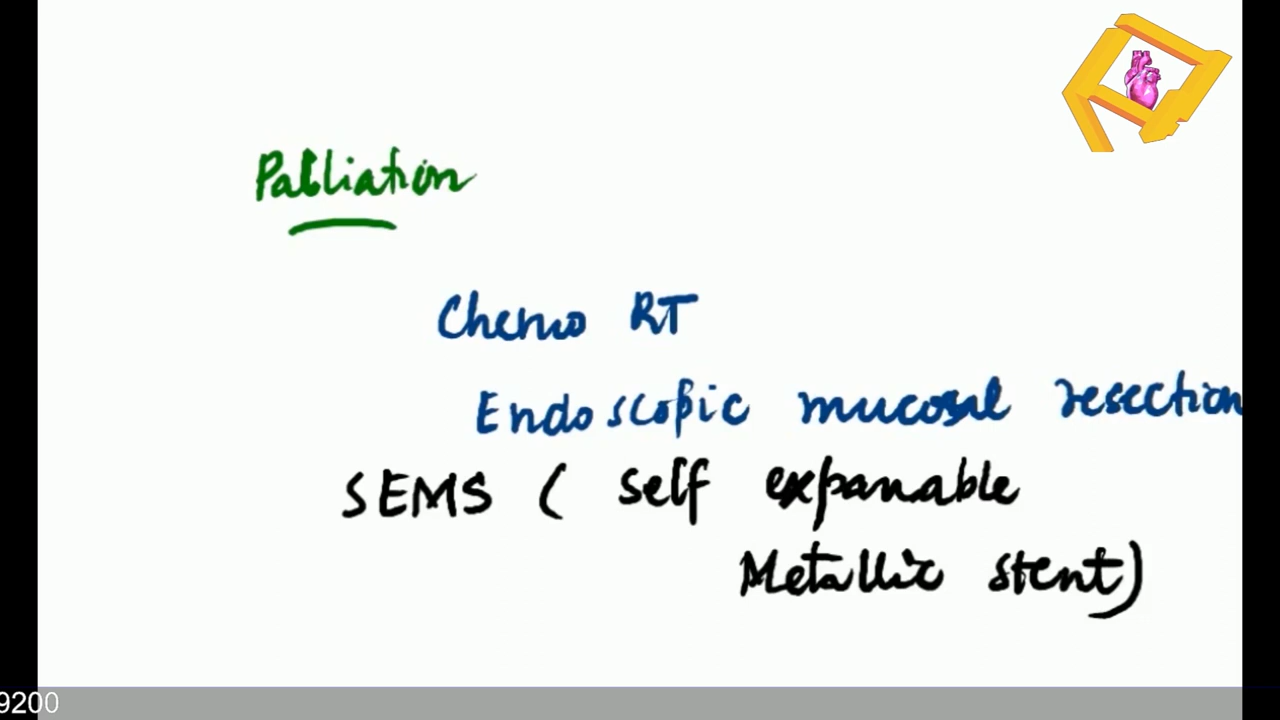 Palliation
Chemo RT
Endoscopic mucosal resection
SEMS ( Self expanable
Metallic stent)
9200